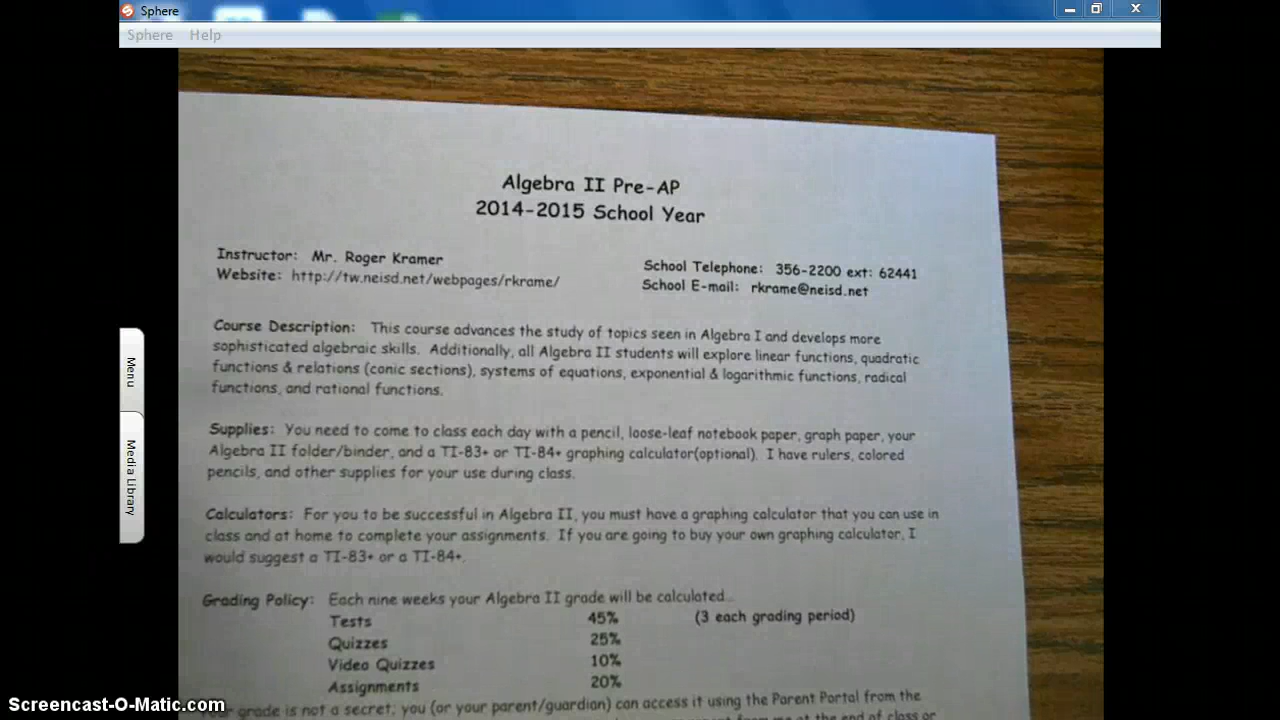 Sphere
Sphere Help
Algebra II Pre-AP
2014-2015 School Year
Instructor: Mr. Roger Kramer
School Telephone: 356-2200 ext: 62441
Website: http://tw.neisd.net/webpages/rkrame/
School E-mail: rkrame@neisd.net
Course Description: This course advances the study of topics seen in Algebra I and develops more
sophisticated algebraic skills. Additionally, all Algebra II students will explore linear functions, quadratic
functions & relations (conic sections), systems of equations, exponential & logarithmic functions, radical
functions, and rational functions.
Menu
Supplies: You need to come to class each day with a pencil, loose-leaf notebook paper, graph paper, your
Algebra II folder/binder, and a TI-83+ or TI-84+ graphing calculator(optional). I have rulers, colored
pencils, and other supplies for your use during class.
Media Library
Calculators: For you to be successful in Algebra II, you must have a graphing calculator that you can use in
class and at home to complete your assignments. If you are going to buy your own graphing calculator, I
would suggest a TI-83+ or a TI-84+.
Grading Policy: Each nine weeks your Algebra II grade will be calculated...
Tests 45% (3 each grading period)
Quizzes 25%
Video Quizzes 10%
Assignments 20%
Your grade is not a secret; you (or your parent/guardian) can access it using the Parent Portal from the
from me at the end of class or
Screencast-O-Matic.com